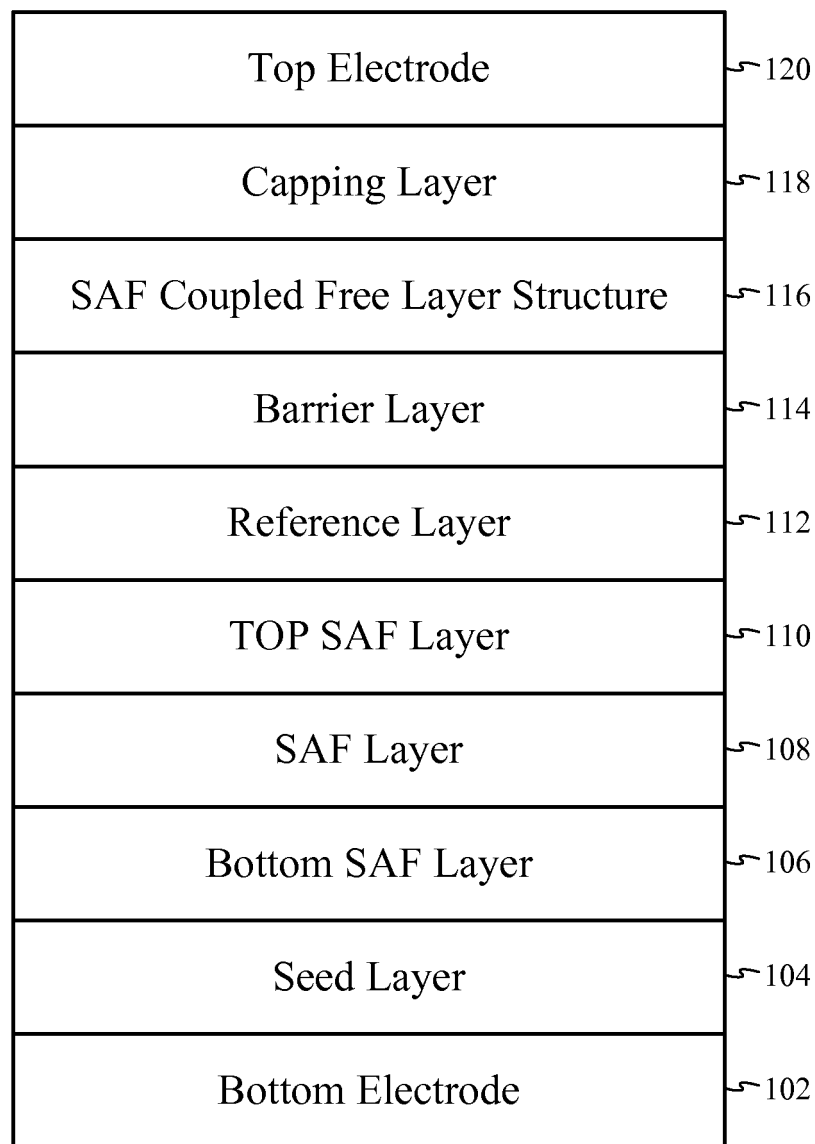 Top Electrode 120
Capping Layer 118
SAF Coupled Free Layer Structure 116
Barrier Layer 114
Reference Layer 112
TOP SAF Layer 110
SAF Layer 108
Bottom SAF Layer 106
Seed Layer 104
Bottom Electrode 102